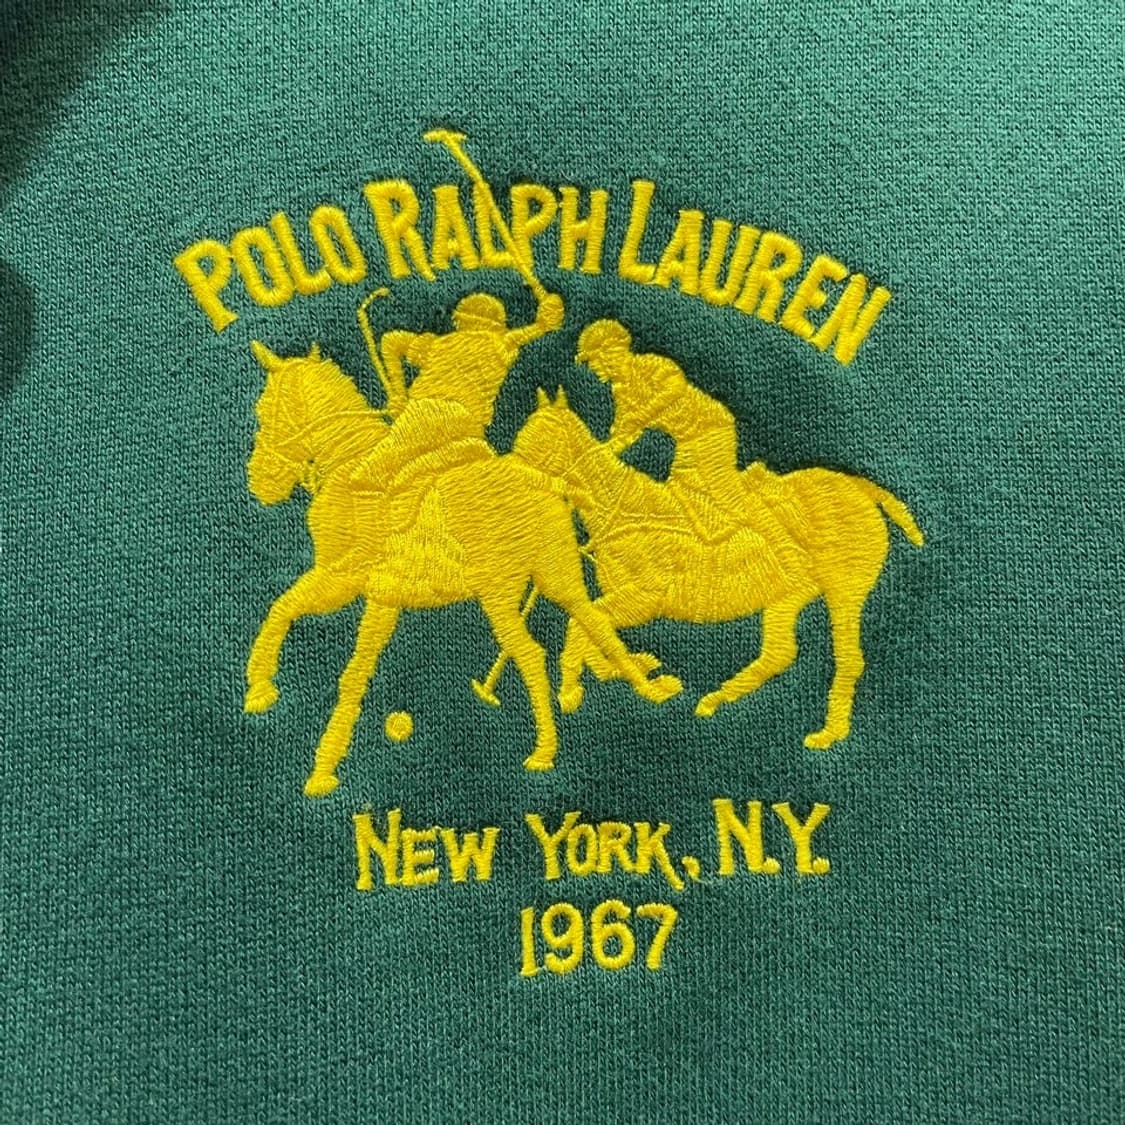 POLO RALPH LAUREN
NEW YORK, N.Y.
1967